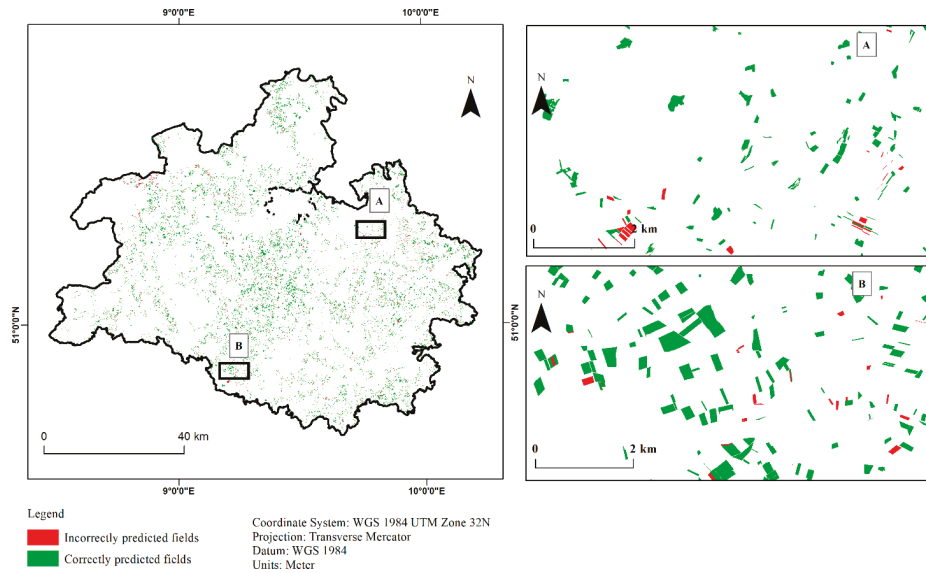 9°0'0"E
10°0'0"E
N
A
B
51°0'0"N
0
40 km
9°0'0"E
10°0'0"E
A
N
0
2 km
B
N
0
2 km
51°0'0"N
Legend
Incorrectly predicted fields
Correctly predicted fields
Coordinate System: WGS 1984 UTM Zone 32N
Projection: Transverse Mercator
Datum: WGS 1984
Units: Meter